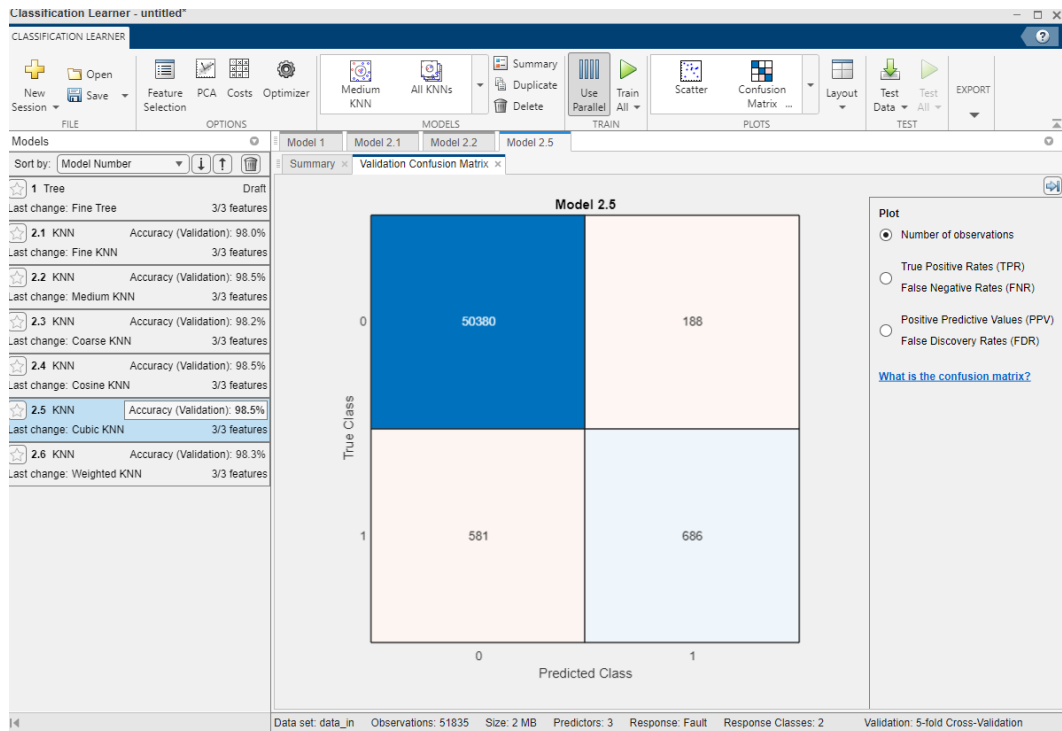 Classification Learner - untitled*
CLASSIFICATION LEARNER
?
New Session
Open
Save
FILE
Feature Selection
PCA
Costs
Optimizer
OPTIONS
Medium KNN
All KNNs
Summary
Duplicate
Delete
MODELS
Use Parallel
Train All
TRAIN
Scatter
Confusion Matrix ...
PLOTS
Layout
Test Data
Test All
TEST
EXPORT
Models
Sort by: Model Number
1 Tree Draft
Last change: Fine Tree 3/3 features
2.1 KNN Accuracy (Validation): 98.0%
Last change: Fine KNN 3/3 features
2.2 KNN Accuracy (Validation): 98.5%
Last change: Medium KNN 3/3 features
2.3 KNN Accuracy (Validation): 98.2%
Last change: Coarse KNN 3/3 features
2.4 KNN Accuracy (Validation): 98.5%
Last change: Cosine KNN 3/3 features
2.5 KNN Accuracy (Validation): 98.5%
Last change: Cubic KNN 3/3 features
2.6 KNN Accuracy (Validation): 98.3%
Last change: Weighted KNN 3/3 features
Model 1 Model 2.1 Model 2.2 Model 2.5
Summary × Validation Confusion Matrix ×
Model 2.5
True Class
0 50380 188
1 581 686
0 1
Predicted Class
Plot
Number of observations
True Positive Rates (TPR)
False Negative Rates (FNR)
Positive Predictive Values (PPV)
False Discovery Rates (FDR)
What is the confusion matrix?
Data set: data_in Observations: 51835 Size: 2 MB Predictors: 3 Response: Fault Response Classes: 2 Validation: 5-fold Cross-Validation